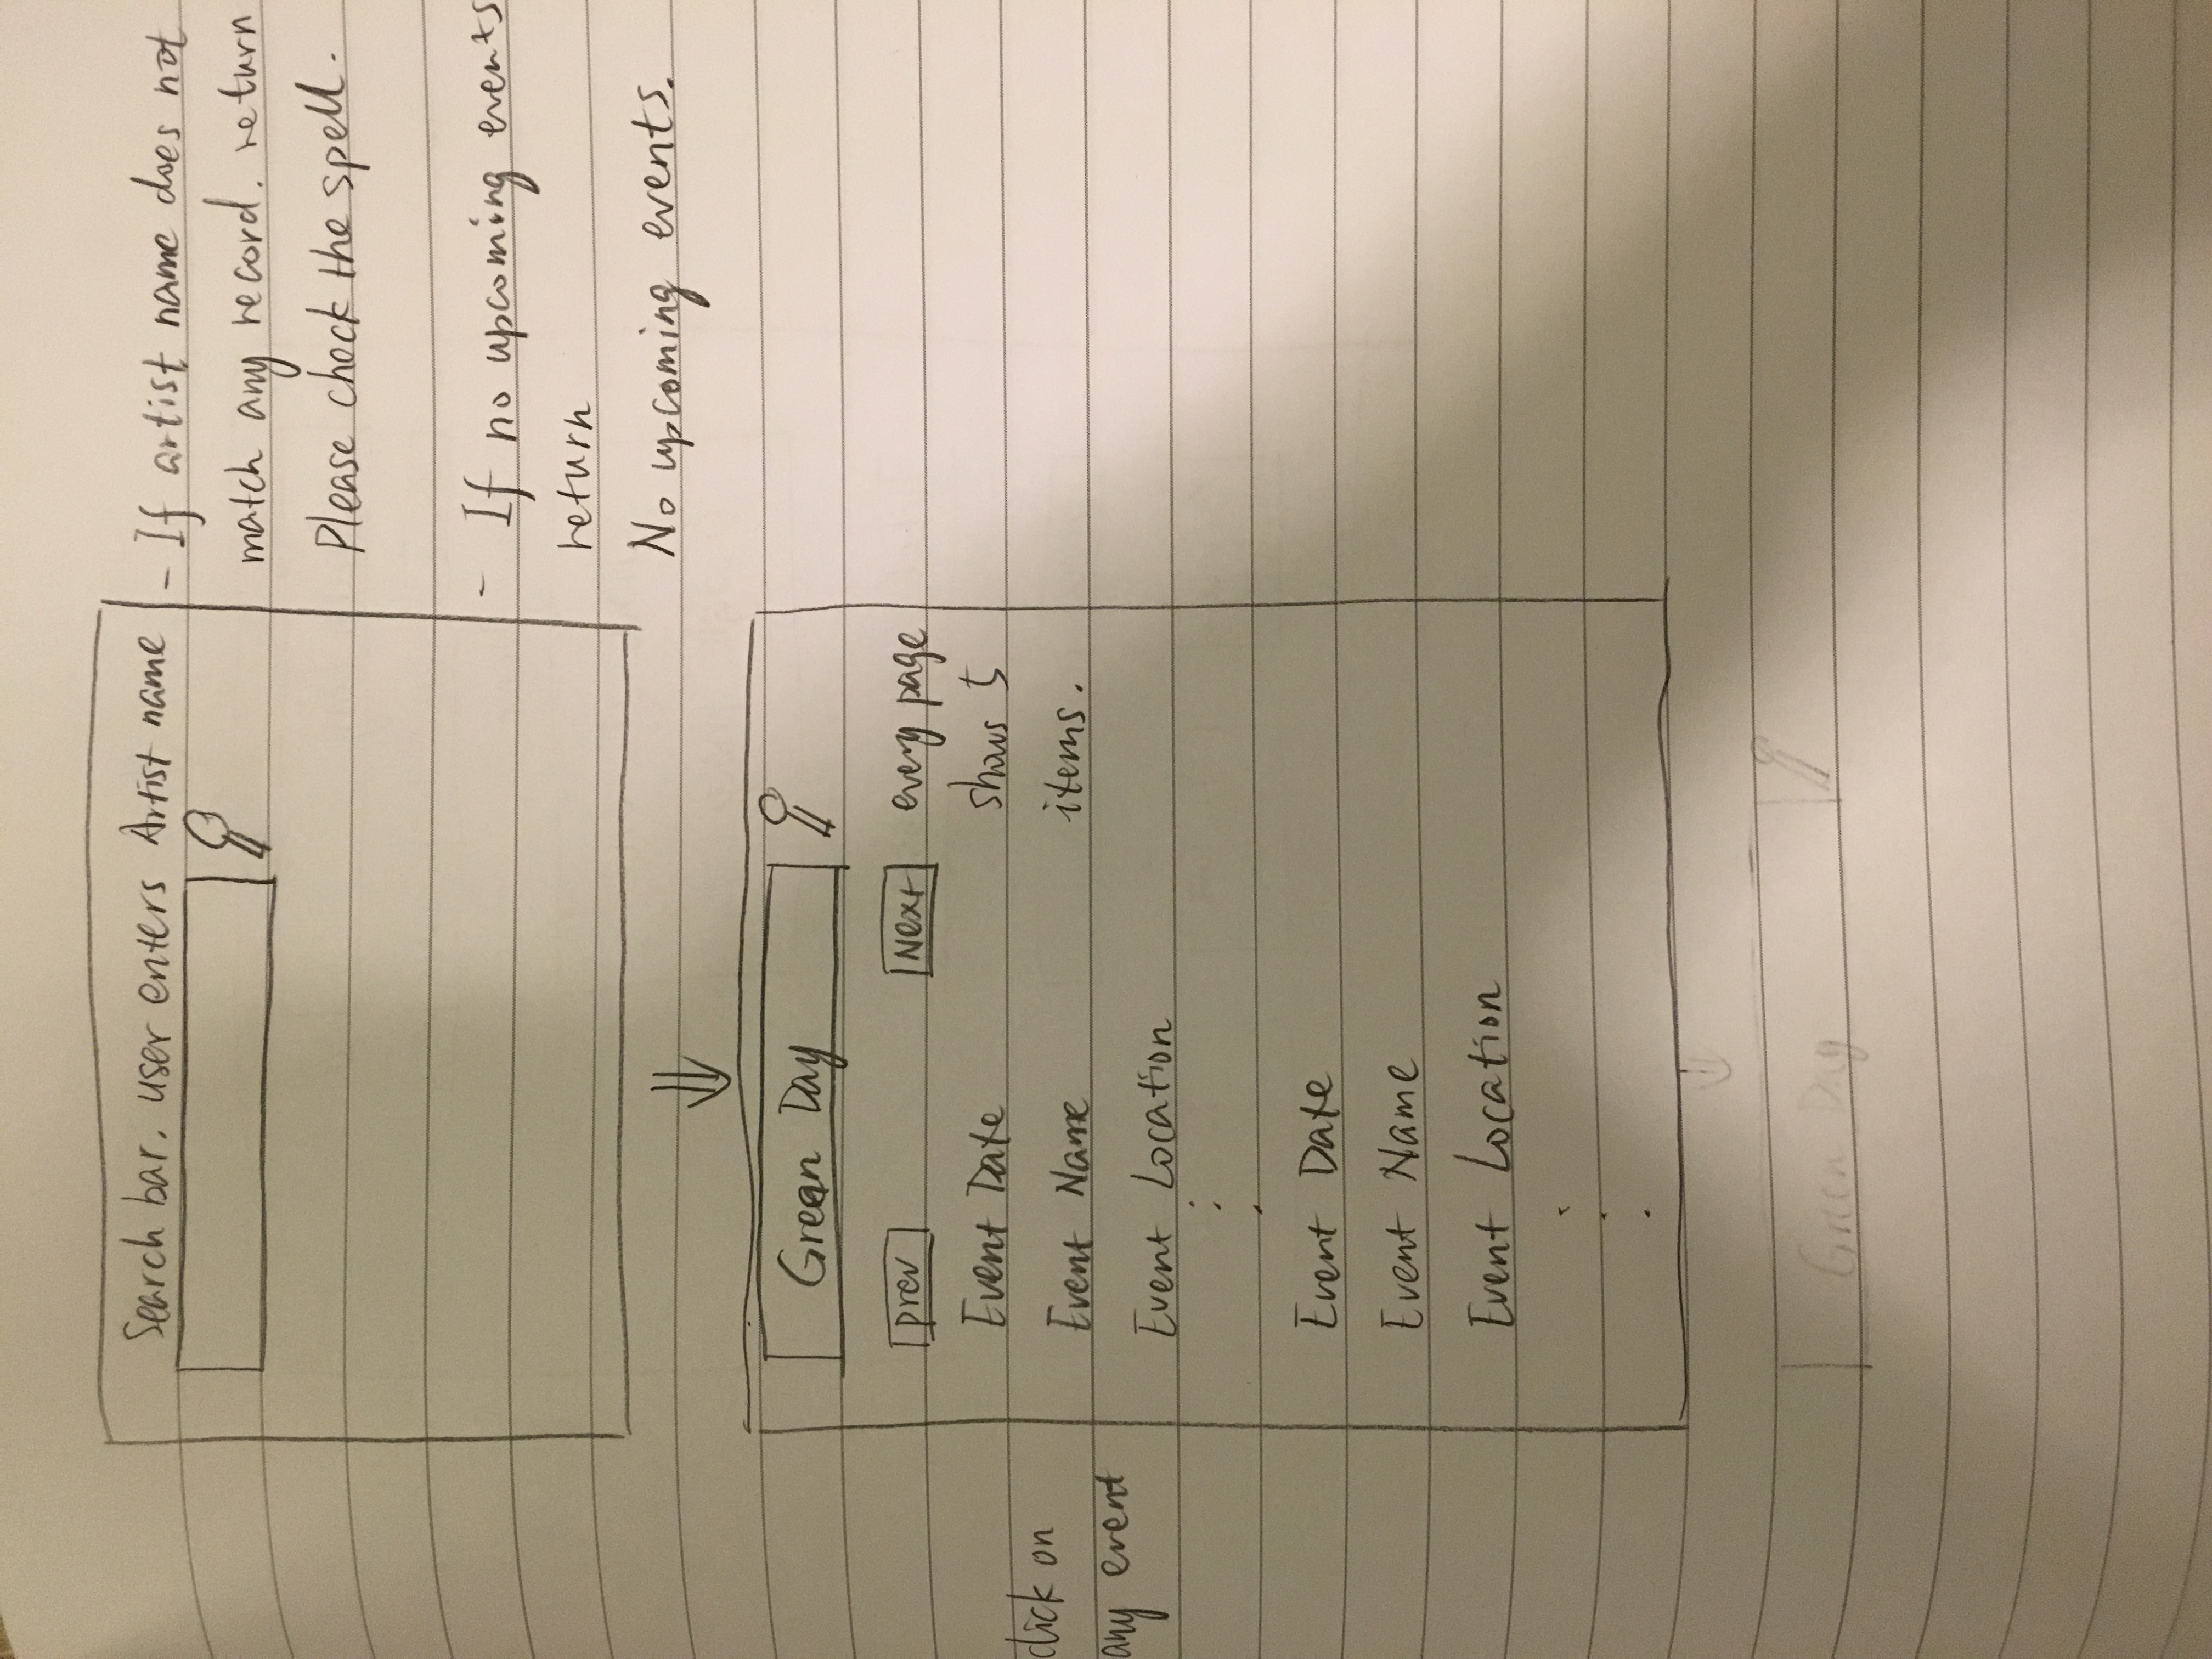 Search bar. user enters Artist name
- If artist name does not
match any record. return
Please check the spell.
- If no upcoming events
return
No upcoming events.
Green Day
prev
Next
every page
shows 5
items.
Event Date
Event Name
Event Location
click on
any event
Event Date
Event Name
Event Location
Green Day